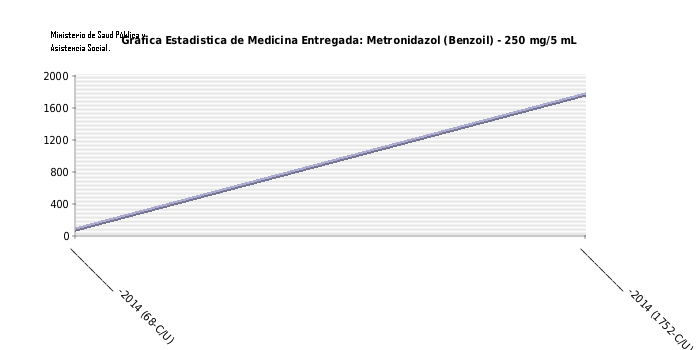 Ministerio de Saud Pública y
Asistencia Social.
Gráfica Estadistica de Medicina Entregada: Metronidazol (Benzoil) - 250 mg/5 mL
2000
1600
1200
800
400
0
-2014 (68-C/U)
-2014 (1752-C/U)